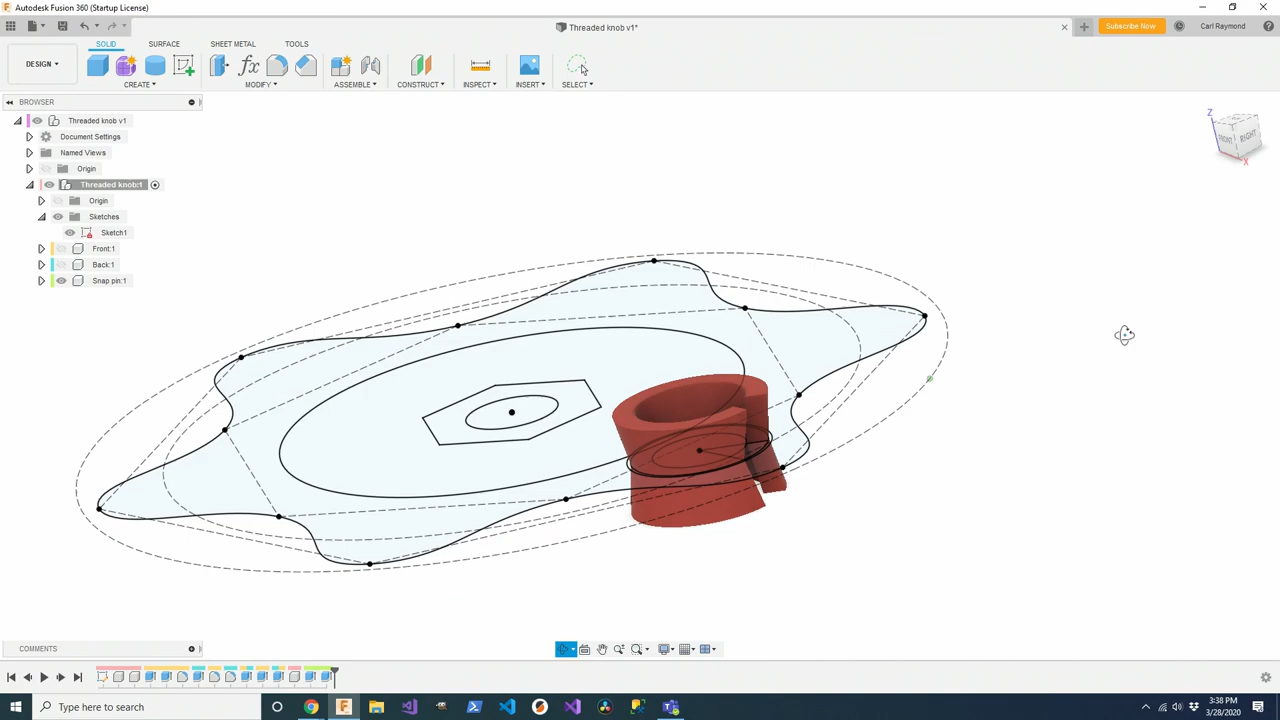 Autodesk Fusion 360 (Startup License)
Threaded knob v1*
Subscribe Now
Carl Raymond
DESIGN
SOLID
SURFACE
SHEET METAL
TOOLS
CREATE
MODIFY
ASSEMBLE
CONSTRUCT
INSPECT
INSERT
SELECT
BROWSER
Threaded knob v1
Document Settings
Named Views
Origin
Threaded knob:1
Origin
Sketches
Sketch1
Front:1
Back:1
Snap pin:1
Z
FRONT
RIGHT
X
COMMENTS
Type here to search
3:38 PM
3/28/2020